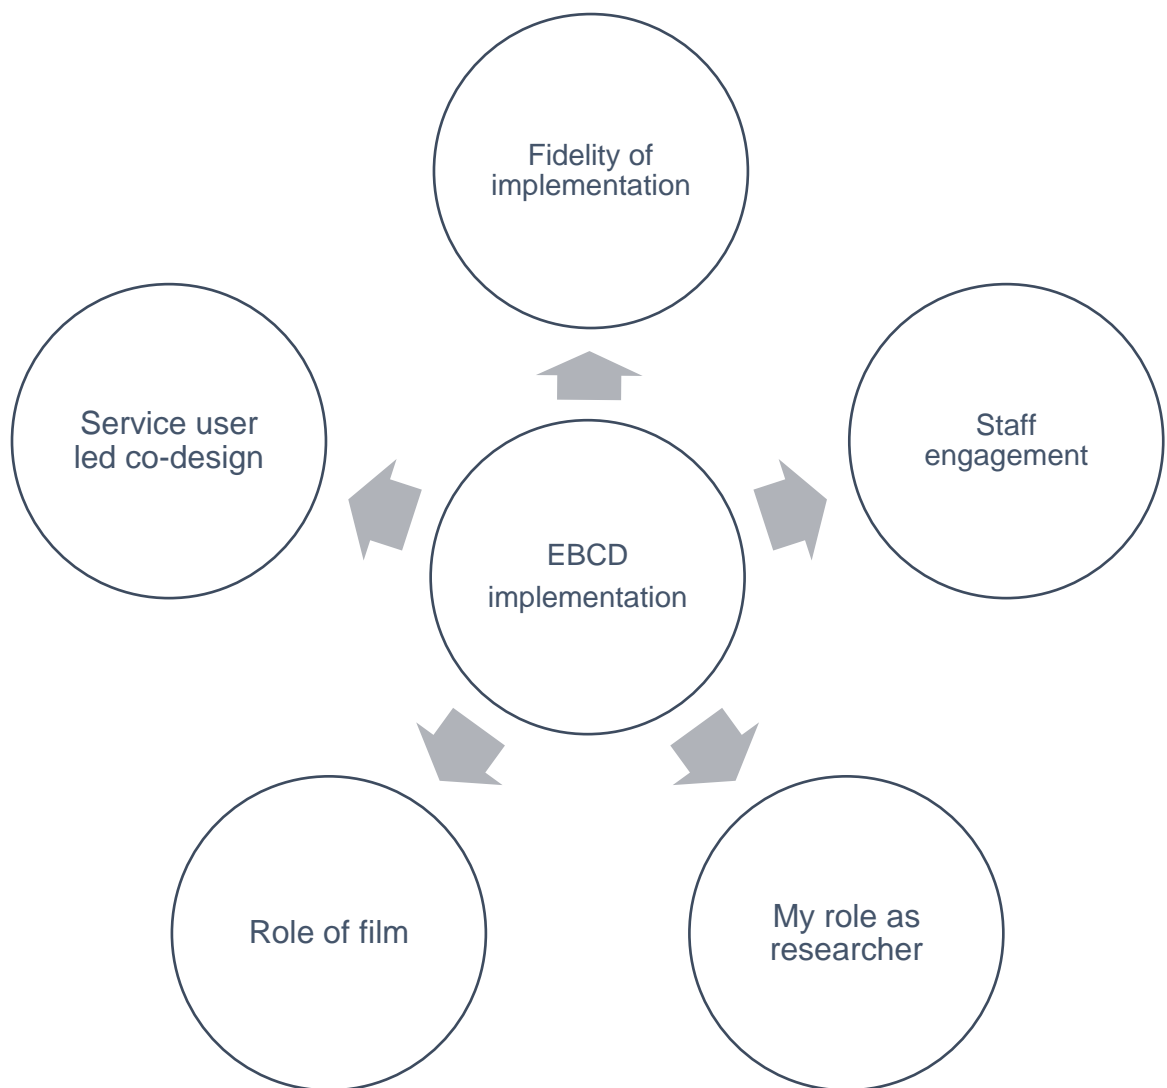 Fidelity of
implementation
Service user
led co-design
Staff
engagement
EBCD
implementation
Role of film
My role as
researcher